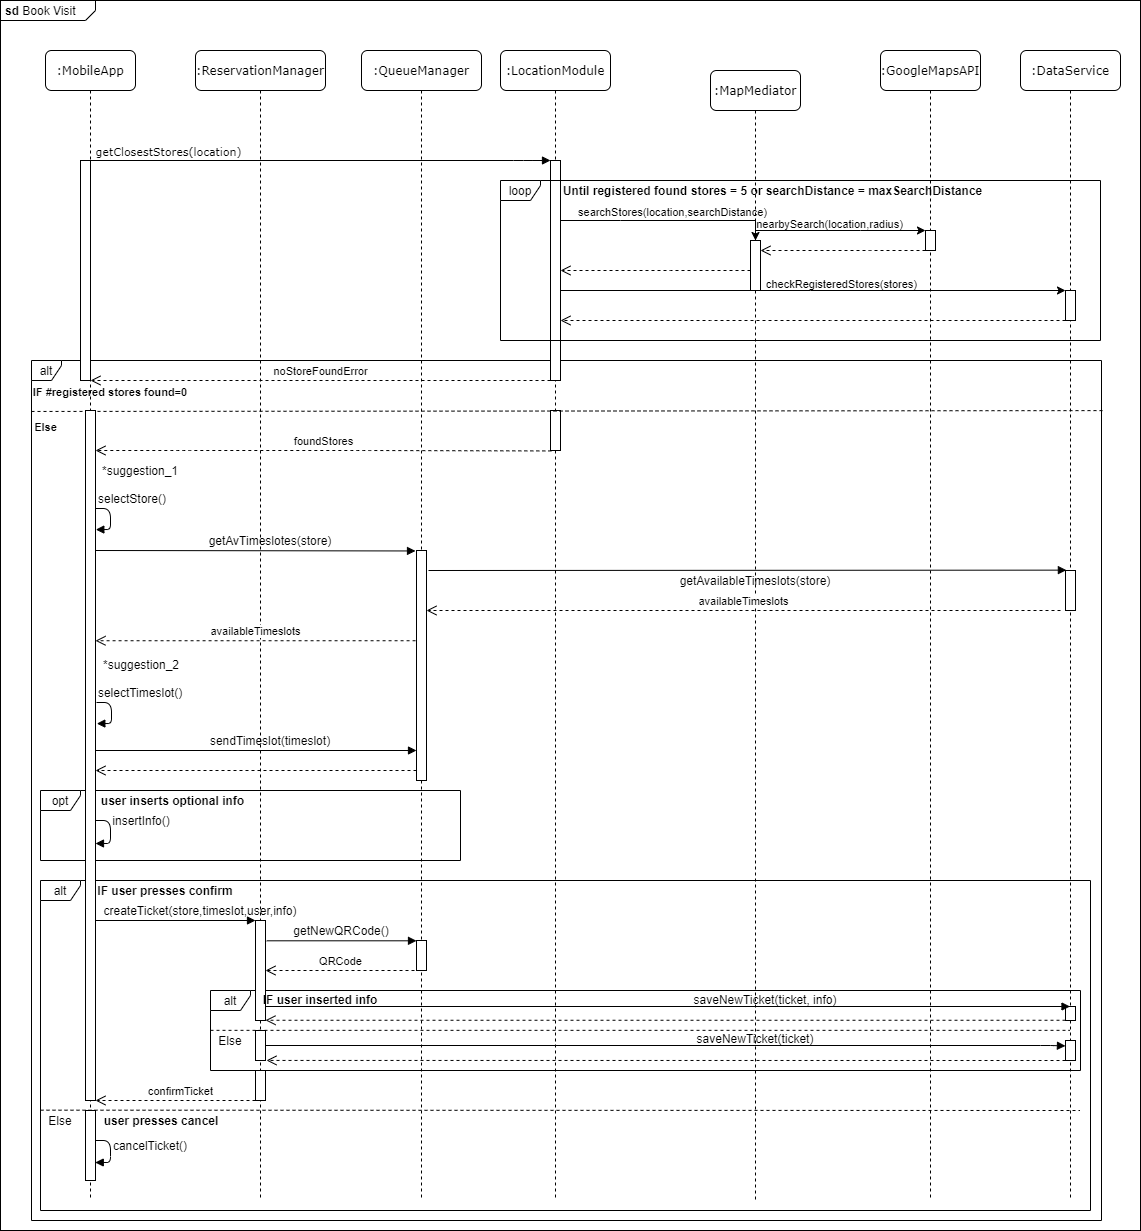 sd Book Visit
:MobileApp
:ReservationManager
:QueueManager
:LocationModule
:MapMediator
:GoogleMapsAPI
:DataService
getClosestStores(location)
loop
Until registered found stores = 5 or searchDistance = maxSearchDistance
searchStores(location,searchDistance)
nearbySearch(location,radius)
checkRegisteredStores(stores)
alt
noStoreFoundError
IF #registered stores found=0
Else
foundStores
*suggestion_1
selectStore()
getAvTimeslotes(store)
getAvailableTimeslots(store)
availableTimeslots
availableTimeslots
*suggestion_2
selectTimeslot()
sendTimeslot(timeslot)
opt
user inserts optional info
insertInfo()
alt
IF user presses confirm
createTicket(store,timeslot,user,info)
getNewQRCode()
QRCode
alt
IF user inserted info
saveNewTicket(ticket, info)
Else
saveNewTicket(ticket)
confirmTicket
Else
user presses cancel
cancelTicket()